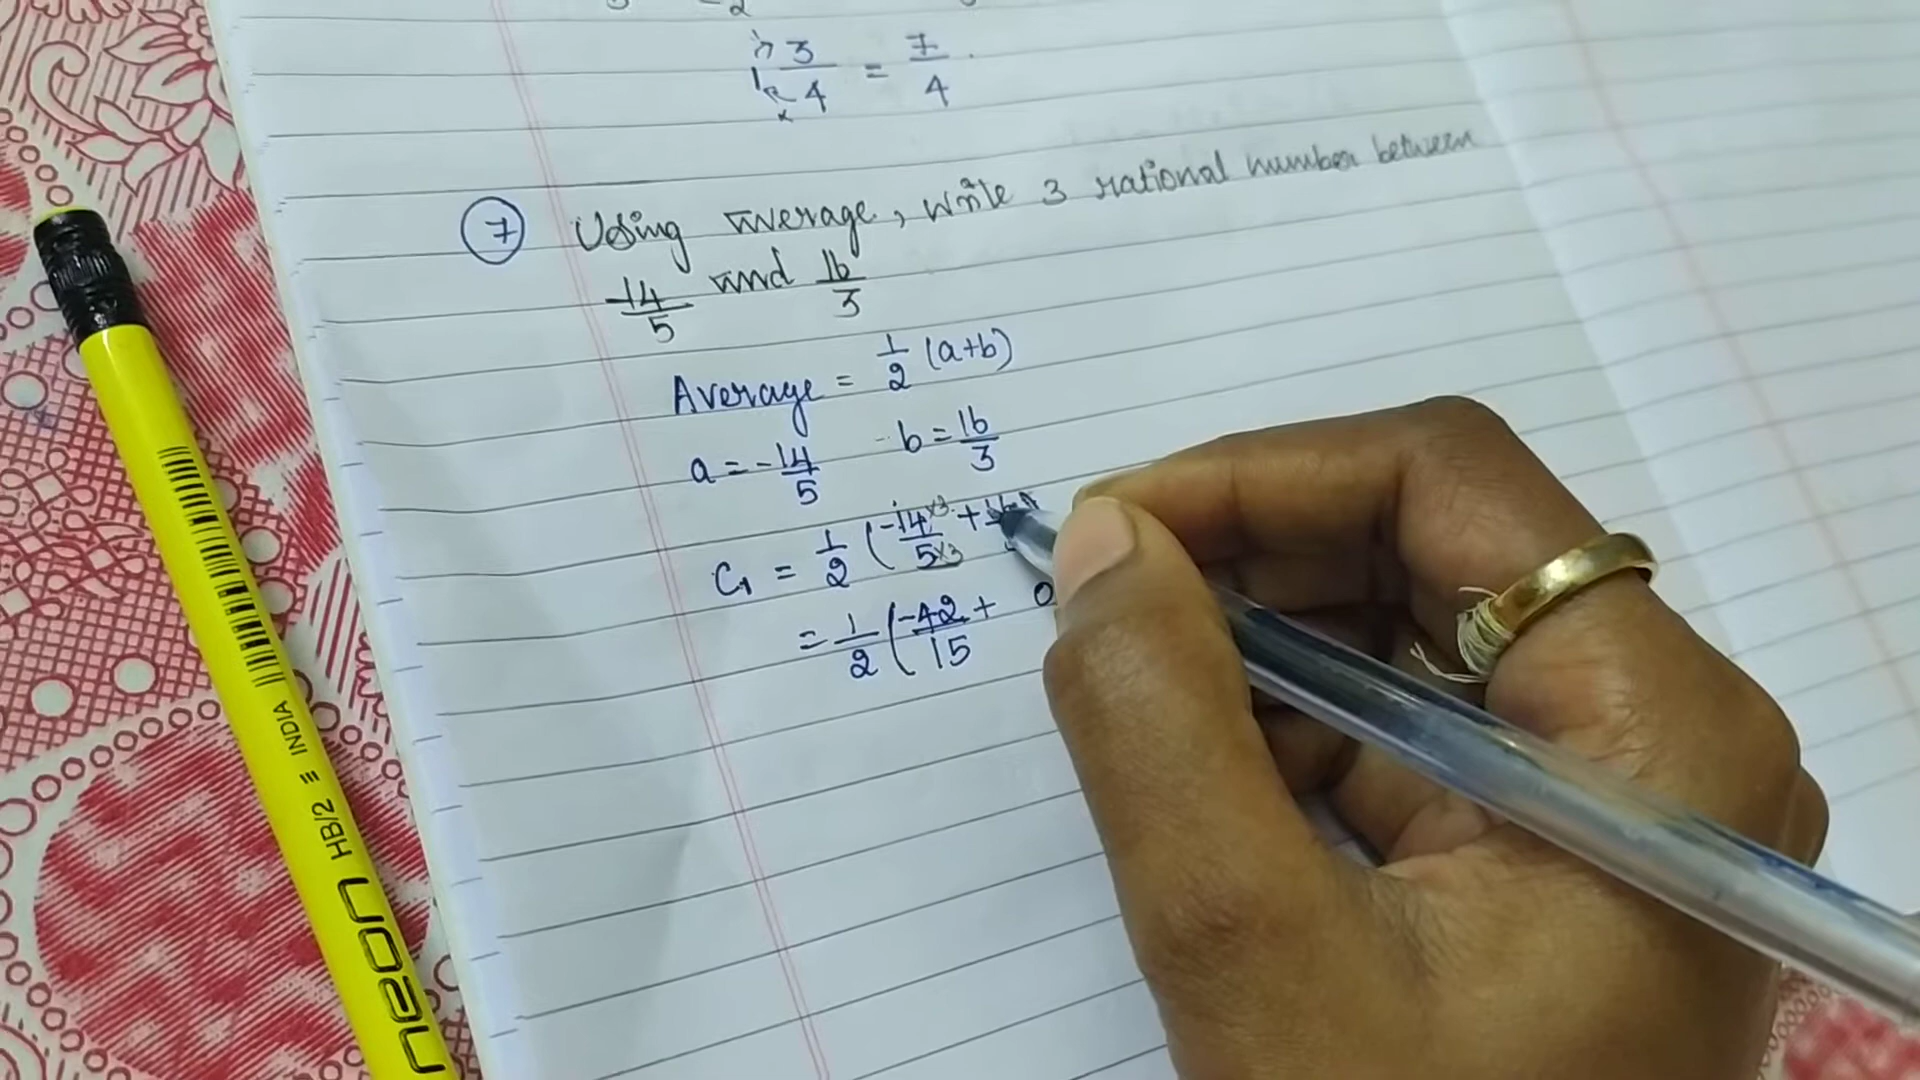 3/4 = 7/4
7 Using average, write 3 rational number between
-14/5 and 16/3
Average = 1/2 (a+b)
a = -14/5 b = 16/3
C1 = 1/2 (-14×3/5×3 +
= 1/2 (-42/15 + 0
neon HB/2 ≡ INDIA